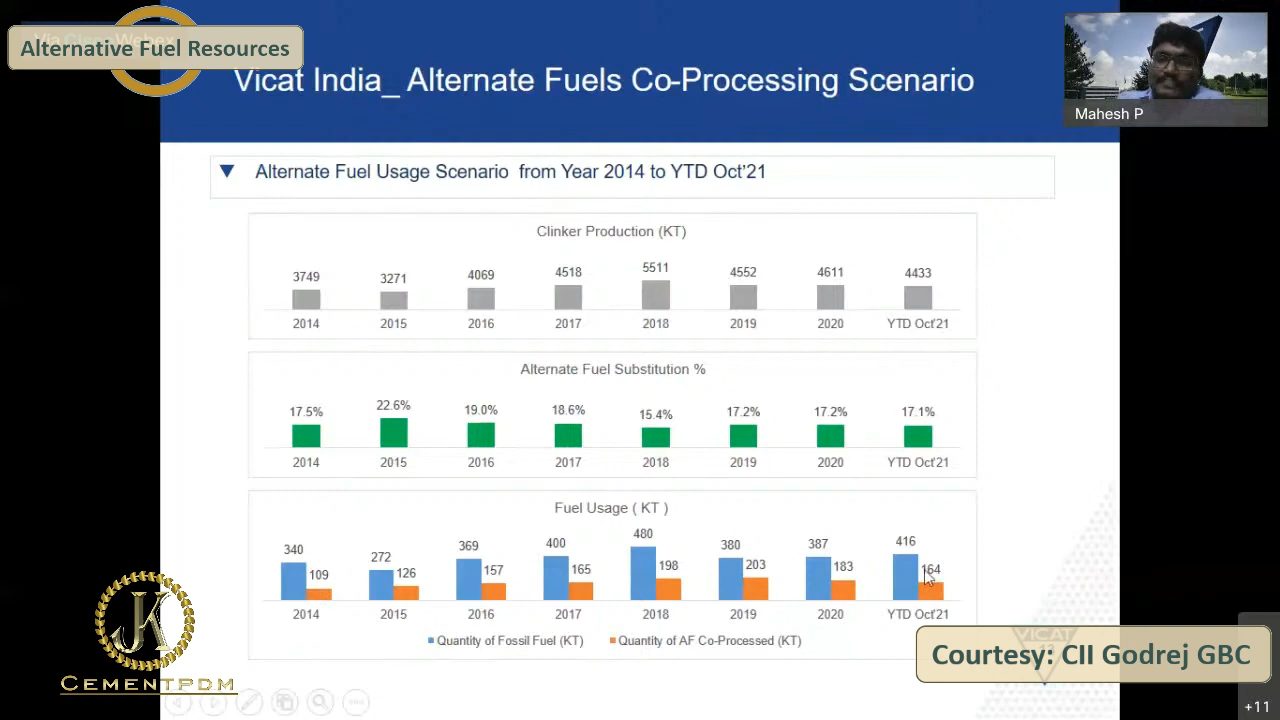 Via Cisco Webex
Alternative Fuel Resources
Vicat India_ Alternate Fuels Co-Processing Scenario
Mahesh P
Alternate Fuel Usage Scenario from Year 2014 to YTD Oct'21
Clinker Production (KT)
3749 3271 4069 4518 5511 4552 4611 4433
2014 2015 2016 2017 2018 2019 2020 YTD Oct'21
Alternate Fuel Substitution %
17.5% 22.6% 19.0% 18.6% 15.4% 17.2% 17.2% 17.1%
2014 2015 2016 2017 2018 2019 2020 YTD Oct'21
Fuel Usage ( KT )
340 109 272 126 369 157 400 165 480 198 380 203 387 183 416 164
2014 2015 2016 2017 2018 2019 2020 YTD Oct'21
Quantity of Fossil Fuel (KT) Quantity of AF Co-Processed (KT)
VICAT
Courtesy: CII Godrej GBC
JK
CEMENTPDM
+11